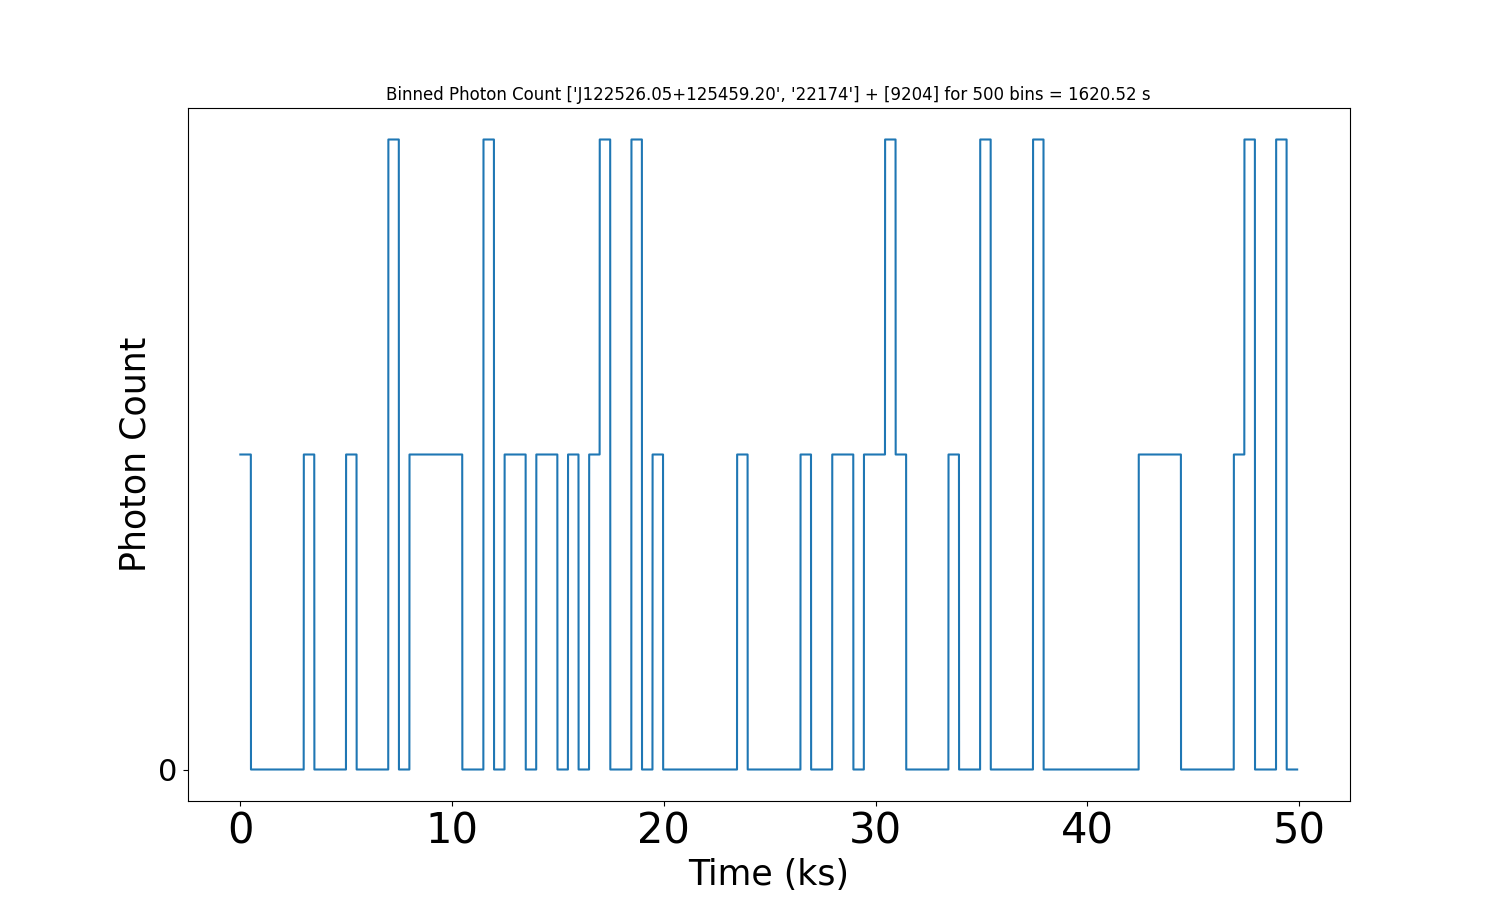 Binned Photon Count ['J122526.05+125459.20', '22174'] + [9204] for 500 bins = 1620.52 s
Photon Count
0
0 10 20 30 40 50
Time (ks)